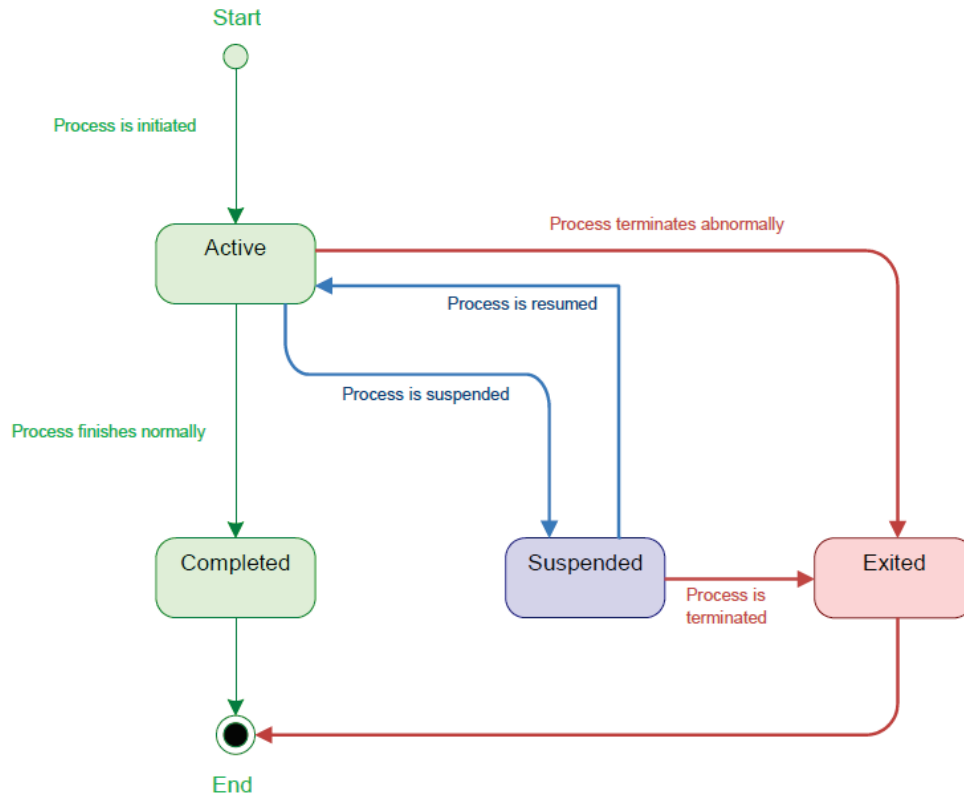 Start
Process is initiated
Process terminates abnormally
Active
Process is resumed
Process is suspended
Process finishes normally
Completed
Suspended
Exited
Process is
terminated
End